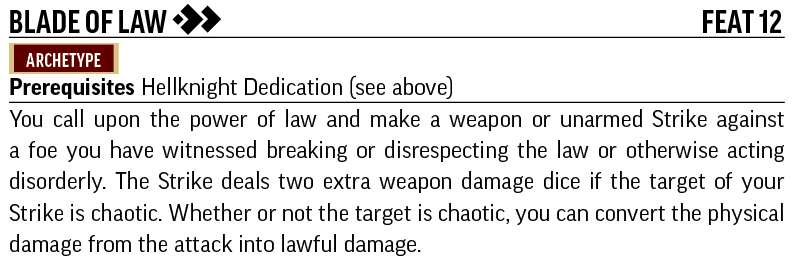 BLADE OF LAW FEAT 12
ARCHETYPE
Prerequisites Hellknight Dedication (see above)
You call upon the power of law and make a weapon or unarmed Strike against
a foe you have witnessed breaking or disrespecting the law or otherwise acting
disorderly. The Strike deals two extra weapon damage dice if the target of your
Strike is chaotic. Whether or not the target is chaotic, you can convert the physical
damage from the attack into lawful damage.